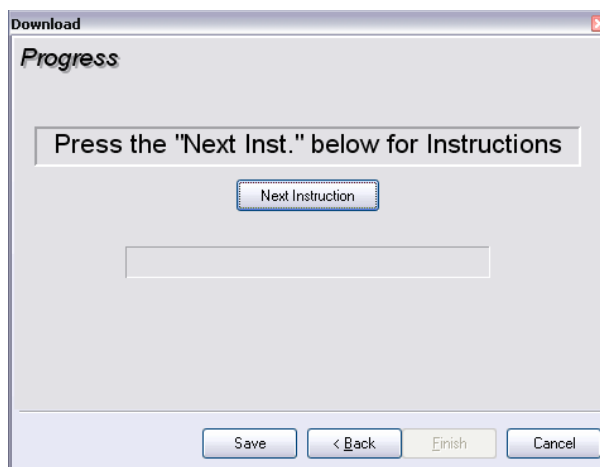 Download
Progress
Press the "Next Inst." below for Instructions
Next Instruction
Save < Back Finish Cancel